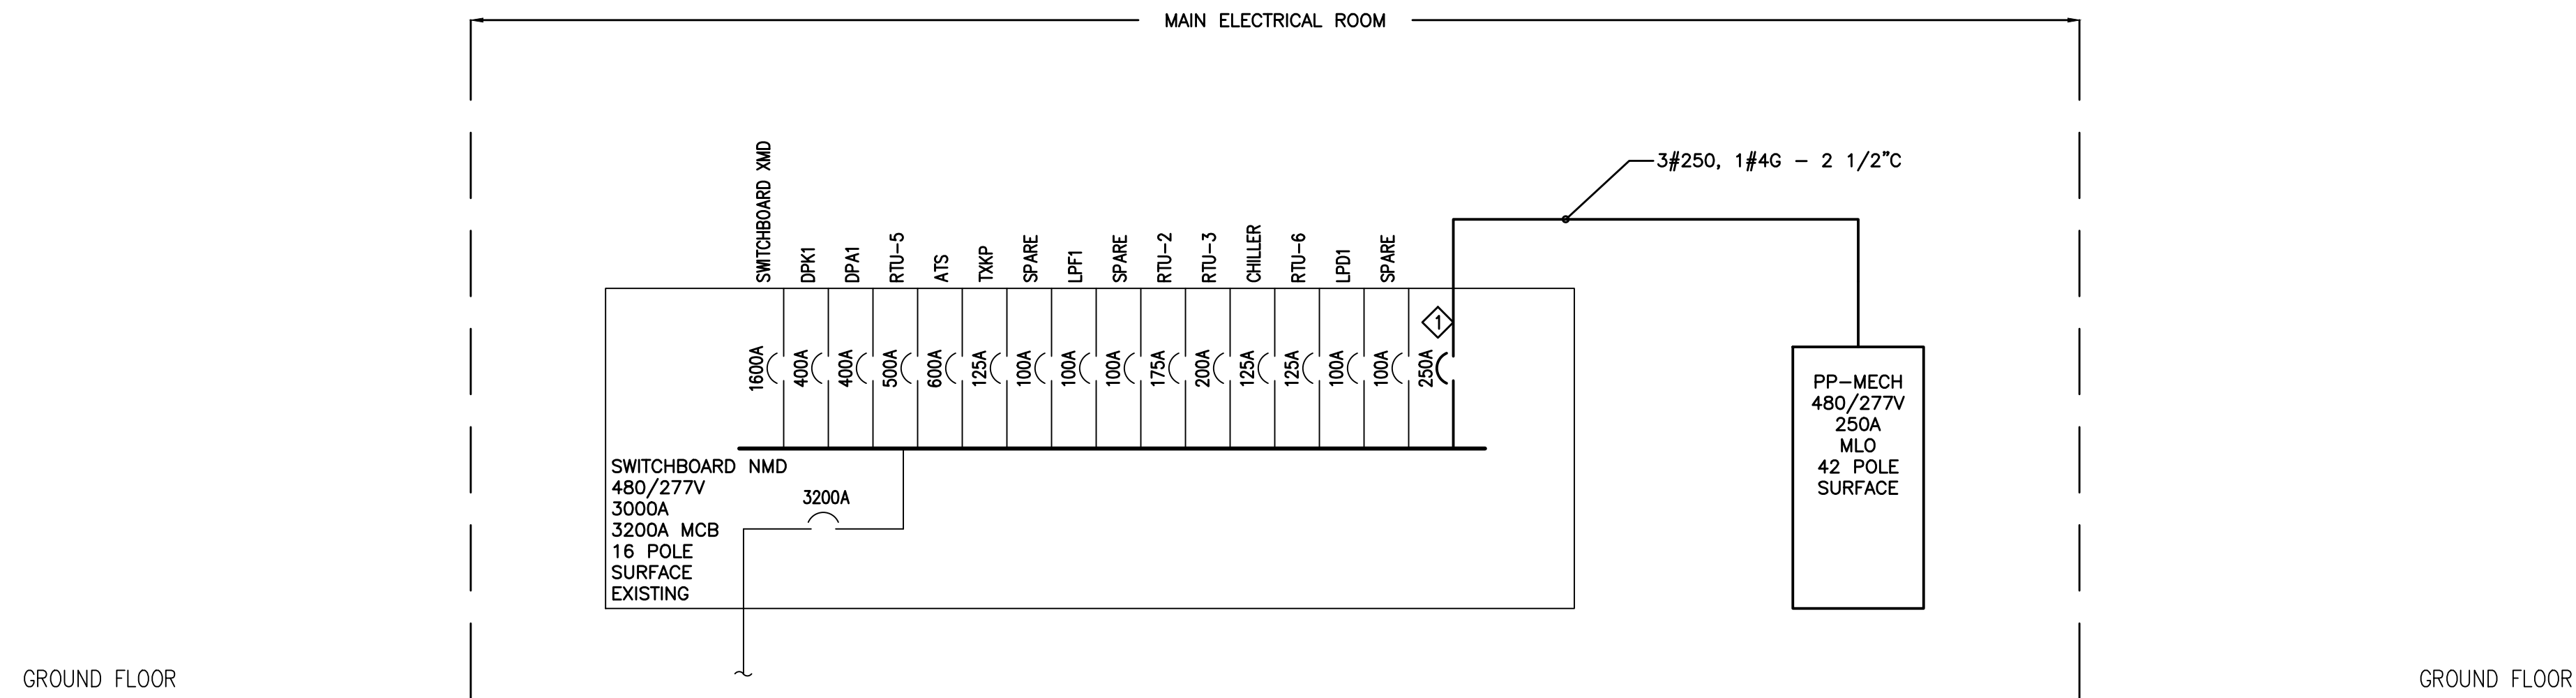 MAIN ELECTRICAL ROOM
3#250, 1#4G - 2 1/2"C
SWITCHBOARD XMD
DPK1
DPA1
RTU-5
ATS
TXKP
SPARE
LPF1
SPARE
RTU-2
RTU-3
CHILLER
RTU-6
LPD1
SPARE
1
1600A
400A
400A
500A
600A
125A
100A
100A
100A
175A
200A
125A
125A
100A
100A
250A
SWITCHBOARD NMD
480/277V
3000A
3200A MCB
16 POLE
SURFACE
EXISTING
3200A
PP-MECH
480/277V
250A
MLO
42 POLE
SURFACE
GROUND FLOOR
GROUND FLOOR